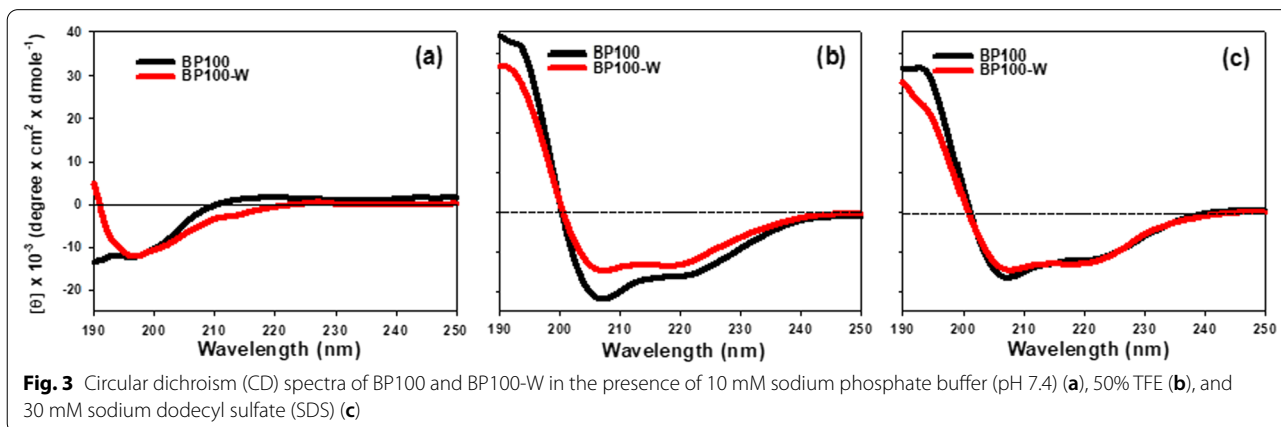 [θ] x 10⁻³ (degree x cm² x dmole⁻¹)
40
30
20
10
0
-10
-20
BP100
BP100-W
(a)
190 200 210 220 230 240 250
Wavelength (nm)
BP100
BP100-W
(b)
190 200 210 220 230 240 250
Wavelength (nm)
BP100
BP100-W
(c)
190 200 210 220 230 240 250
Wavelength (nm)
Fig. 3 Circular dichroism (CD) spectra of BP100 and BP100-W in the presence of 10 mM sodium phosphate buffer (pH 7.4) (a), 50% TFE (b), and
30 mM sodium dodecyl sulfate (SDS) (c)